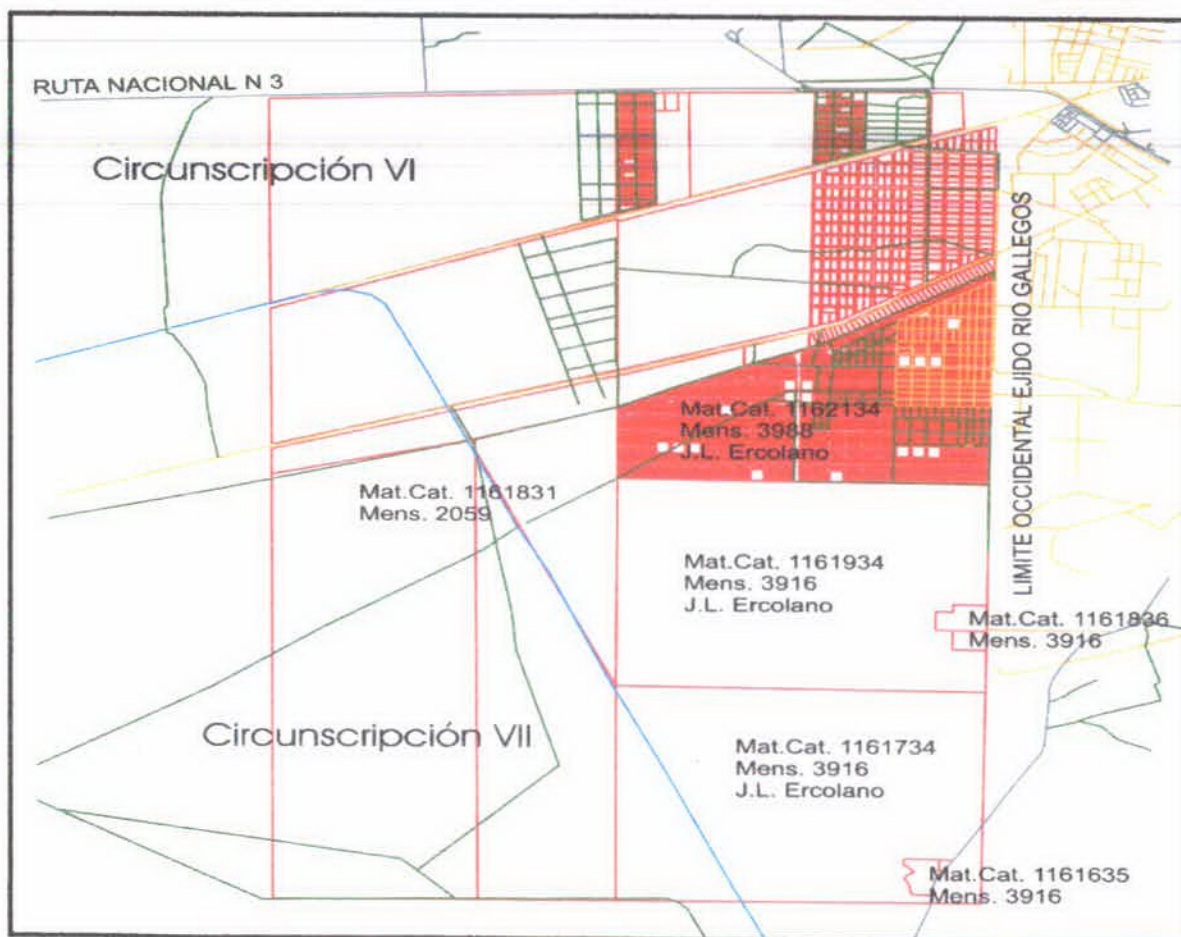 RUTA NACIONAL N 3
Circunscripción VI
LIMITE OCCIDENTAL EJIDO RIO GALLEGOS
Mat.Cat. 1162134
Mens. 3988
J.L. Ercolano
Mat.Cat. 1161831
Mens. 2059
Mat.Cat. 1161934
Mens. 3916
J.L. Ercolano
Mat.Cat. 1161836
Mens. 3916
Circunscripción VII
Mat.Cat. 1161734
Mens. 3916
J.L. Ercolano
Mat.Cat. 1161635
Mens. 3916